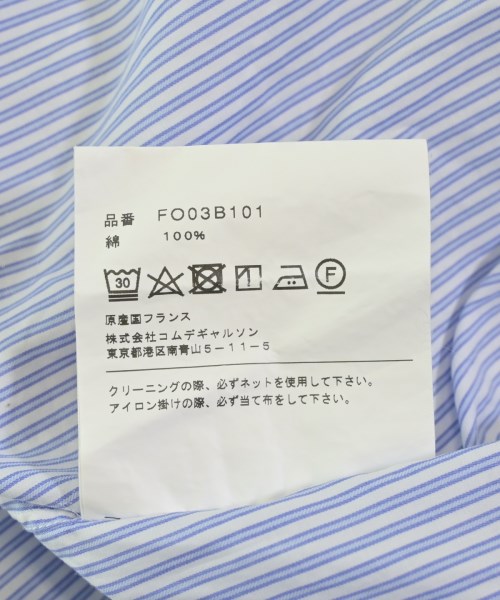 品番 FO03B101
綿 100%
30 F
原産国フランス
株式会社コムデギャルソン
東京都港区南青山5-11-5
クリーニングの際、必ずネットを使用して下さい。
アイロン掛けの際、必ず当て布をして下さい。